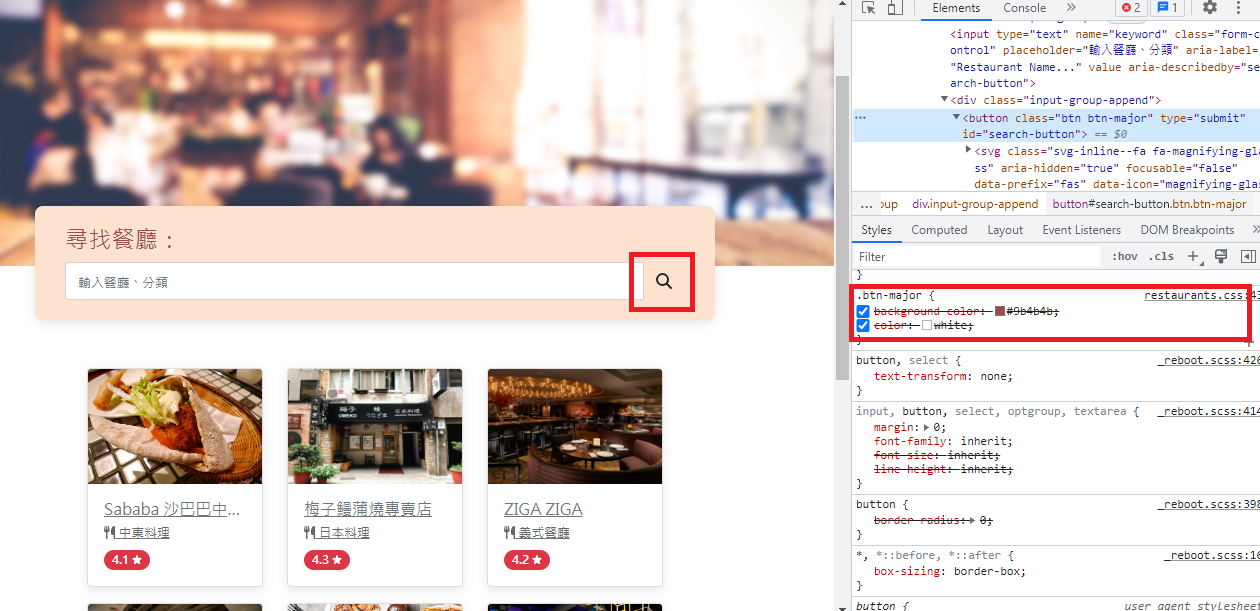 尋找餐廳：
輸入餐廳、分類
Sababa 沙巴巴中...
中東料理
4.1
梅子鰻蒲燒專賣店
日本料理
4.3
ZIGA ZIGA
義式餐廳
4.2
Elements
Console
2
1
<input type="text" name="keyword" class="form-c
ontrol" placeholder="輸入餐廳、分類" aria-label=
"Restaurant Name..." value aria-describedby="se
arch-button">
<div class="input-group-append">
<button class="btn btn-major" type="submit"
id="search-button"> == $0
<svg class="svg-inline--fa fa-magnifying-gla
ss" aria-hidden="true" focusable="false"
data-prefix="fas" data-icon="magnifying-glas
... oup div.input-group-append button#search-button.btn.btn-major
Styles Computed Layout Event Listeners DOM Breakpoints
Filter :hov .cls
}
.btn-major { restaurants.css:43
background-color: #9b4b4b;
color: white;
}
button, select { _reboot.scss:426
text-transform: none;
}
input, button, select, optgroup, textarea { _reboot.scss:414
margin: 0;
font-family: inherit;
font-size: inherit;
line-height: inherit;
}
button { _reboot.scss:398
border-radius: 0;
}
*, *::before, *::after { _reboot.scss:16
box-sizing: border-box;
}
button { user agent stylesheet